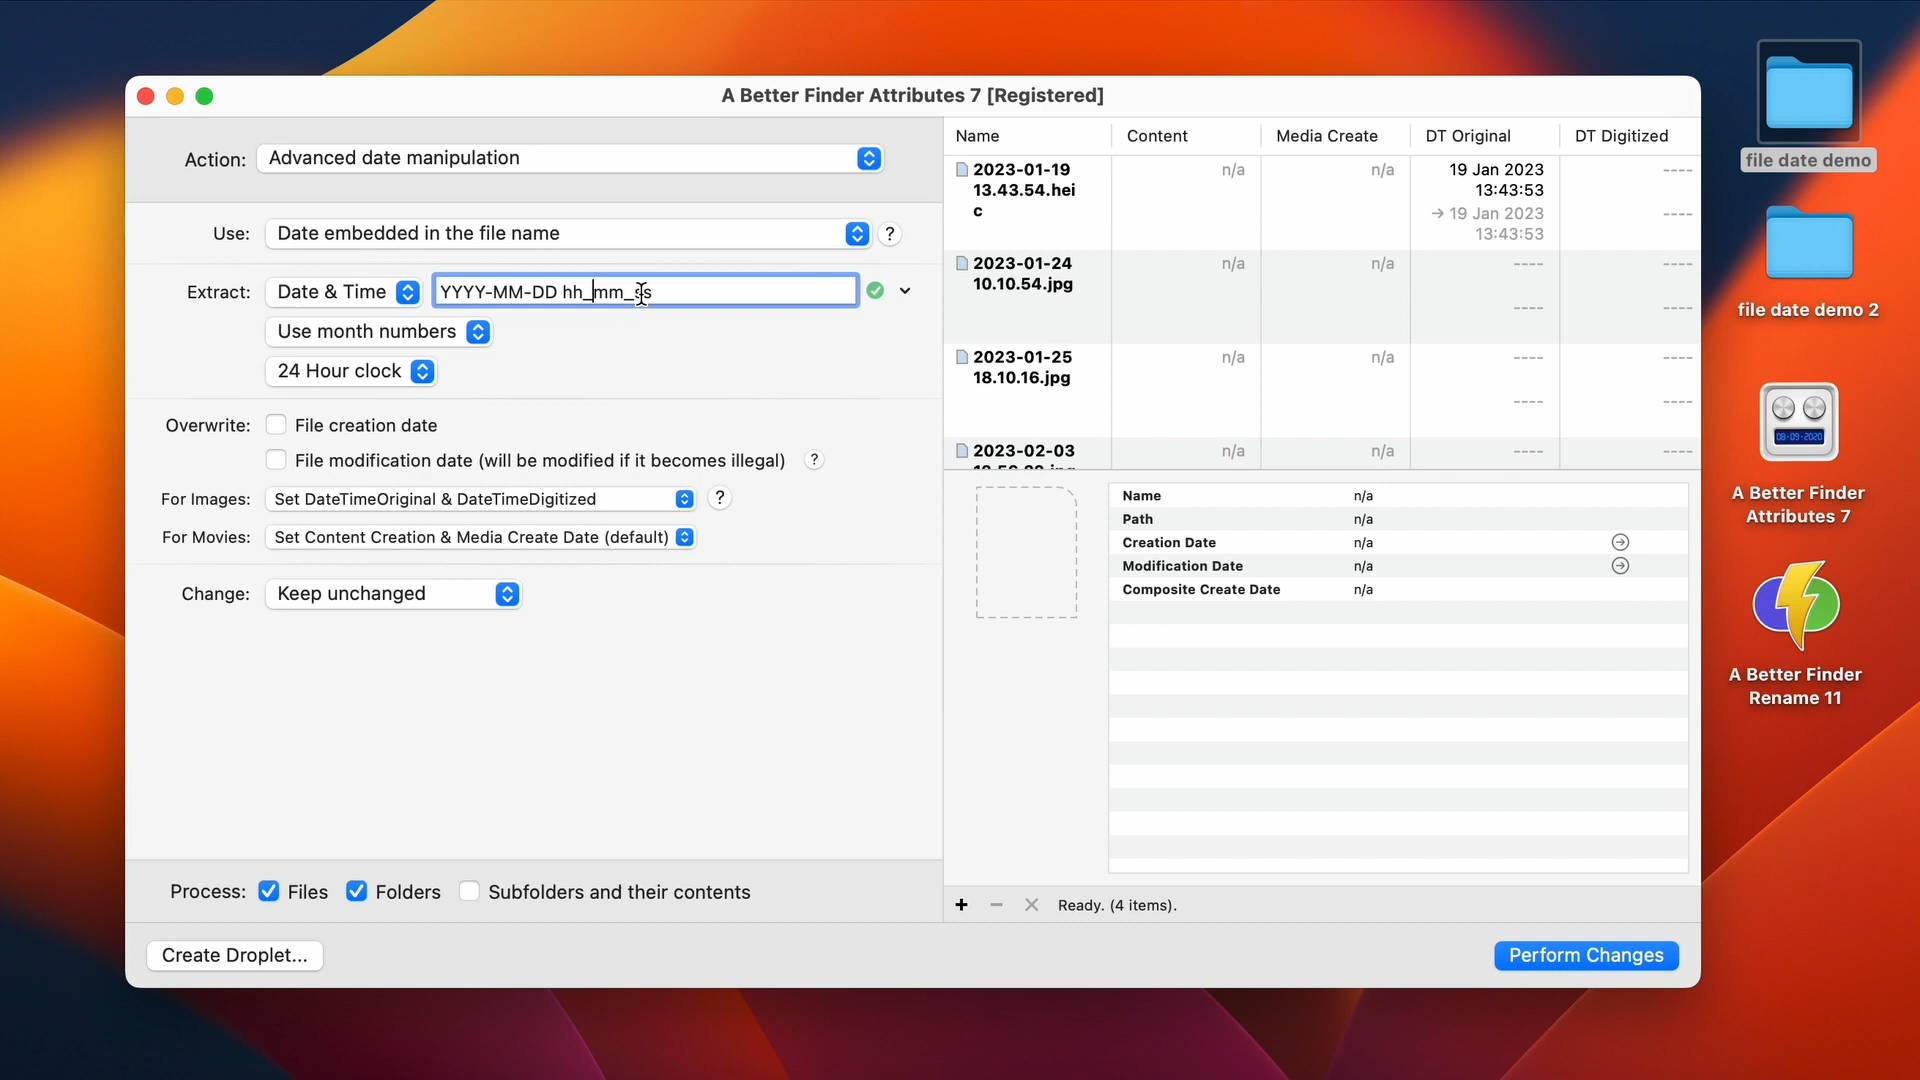 A Better Finder Attributes 7 [Registered]
Action: Advanced date manipulation
Use: Date embedded in the file name ?
Extract: Date & Time YYYY-MM-DD hh_mm_ss
Use month numbers
24 Hour clock
Overwrite: File creation date
File modification date (will be modified if it becomes illegal) ?
For Images: Set DateTimeOriginal & DateTimeDigitized ?
For Movies: Set Content Creation & Media Create Date (default)
Change: Keep unchanged
Process: Files Folders Subfolders and their contents
Create Droplet...
Name Content Media Create DT Original DT Digitized
2023-01-19 n/a n/a 19 Jan 2023 ----
13.43.54.hei 13:43:53
c → 19 Jan 2023 ----
13:43:53
2023-01-24 n/a n/a ---- ----
10.10.54.jpg
---- ----
2023-01-25 n/a n/a ---- ----
18.10.16.jpg
---- ----
2023-02-03 n/a n/a ---- ----
Name n/a
Path n/a
Creation Date n/a
Modification Date n/a
Composite Create Date n/a
+ − × Ready. (4 items).
Perform Changes
file date demo
file date demo 2
08-09-2020
A Better Finder
Attributes 7
A Better Finder
Rename 11